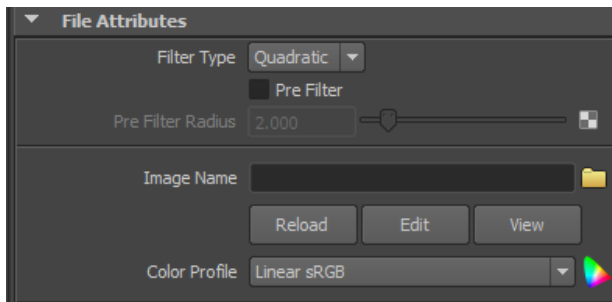 File Attributes
Filter Type Quadratic
Pre Filter
Pre Filter Radius 2.000
Image Name
Reload Edit View
Color Profile Linear sRGB